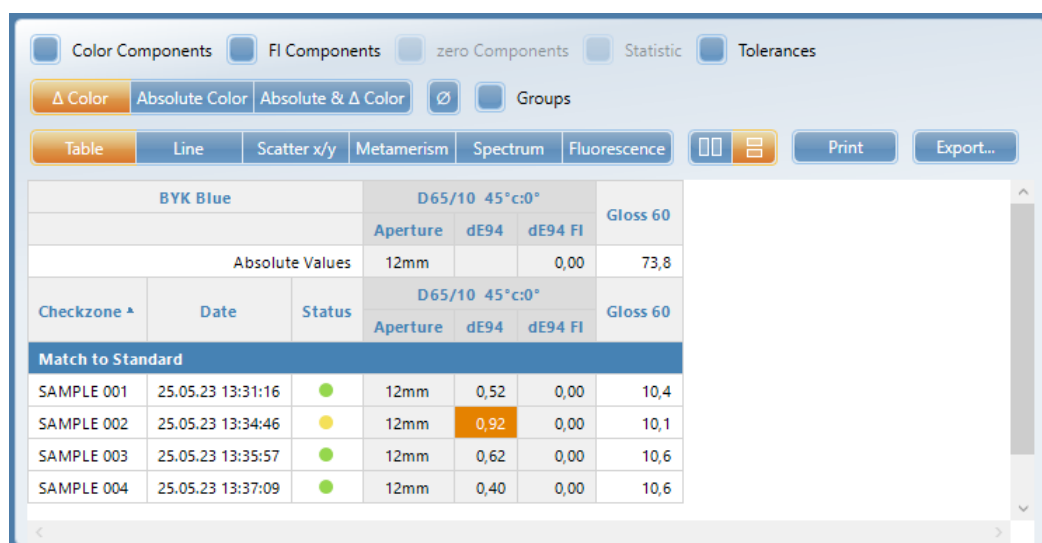 Color Components FI Components zero Components Statistic Tolerances
Δ Color Absolute Color Absolute & Δ Color Ø Groups
Table Line Scatter x/y Metamerism Spectrum Fluorescence Print Export...
BYK Blue D65/10 45°c:0° Gloss 60
Aperture dE94 dE94 FI
Absolute Values 12mm 0,00 73,8
Checkzone Date Status D65/10 45°c:0° Gloss 60
Aperture dE94 dE94 FI
Match to Standard
SAMPLE 001 25.05.23 13:31:16 12mm 0,52 0,00 10,4
SAMPLE 002 25.05.23 13:34:46 12mm 0,92 0,00 10,1
SAMPLE 003 25.05.23 13:35:57 12mm 0,62 0,00 10,6
SAMPLE 004 25.05.23 13:37:09 12mm 0,40 0,00 10,6